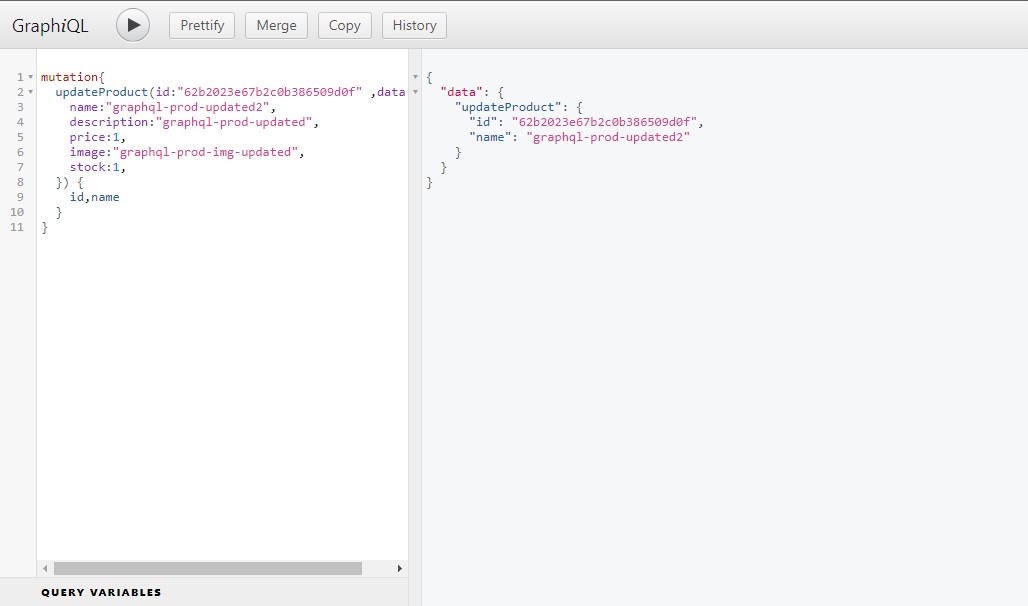 GraphiQL Prettify Merge Copy History
1 mutation{
2 updateProduct(id:"62b2023e67b2c0b386509d0f" ,data
3 name:"graphql-prod-updated2",
4 description:"graphql-prod-updated",
5 price:1,
6 image:"graphql-prod-img-updated",
7 stock:1,
8 }) {
9 id,name
10 }
11 }
{
"data": {
"updateProduct": {
"id": "62b2023e67b2c0b386509d0f",
"name": "graphql-prod-updated2"
}
}
}
QUERY VARIABLES